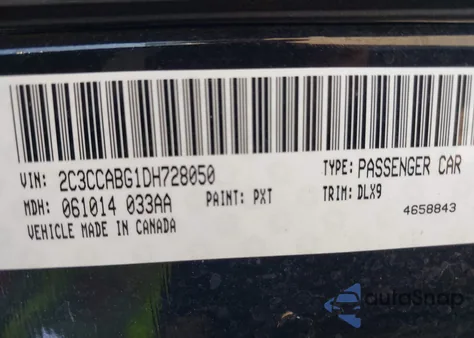 VIN: 2C3CCABG1DH728050 TYPE: PASSENGER CAR
MDH: 061014 033AA PAINT: PXT TRIM: DLX9
VEHICLE MADE IN CANADA 4658843
autoSnap